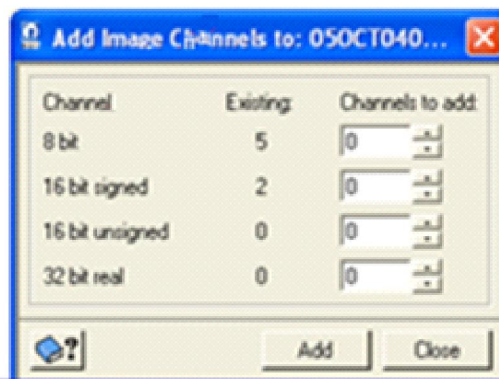 Add Image Channels to: 05OCT040...
Channel Existing: Channels to add:
8 bit 5 0
16 bit signed 2 0
16 bit unsigned 0 0
32 bit real 0 0
? Add Close